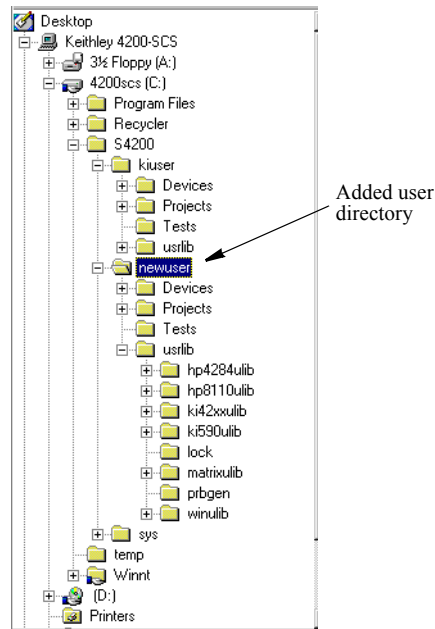 Desktop
Keithley 4200-SCS
3½ Floppy (A:)
4200scs (C:)
Program Files
Recycler
S4200
kiuser
Devices
Projects
Tests
usrlib
newuser
Devices
Projects
Tests
usrlib
hp4284ulib
hp8110ulib
ki42xxulib
ki590ulib
lock
matrixulib
prbgen
winulib
sys
temp
Winnt
(D:)
Printers
Added user
directory